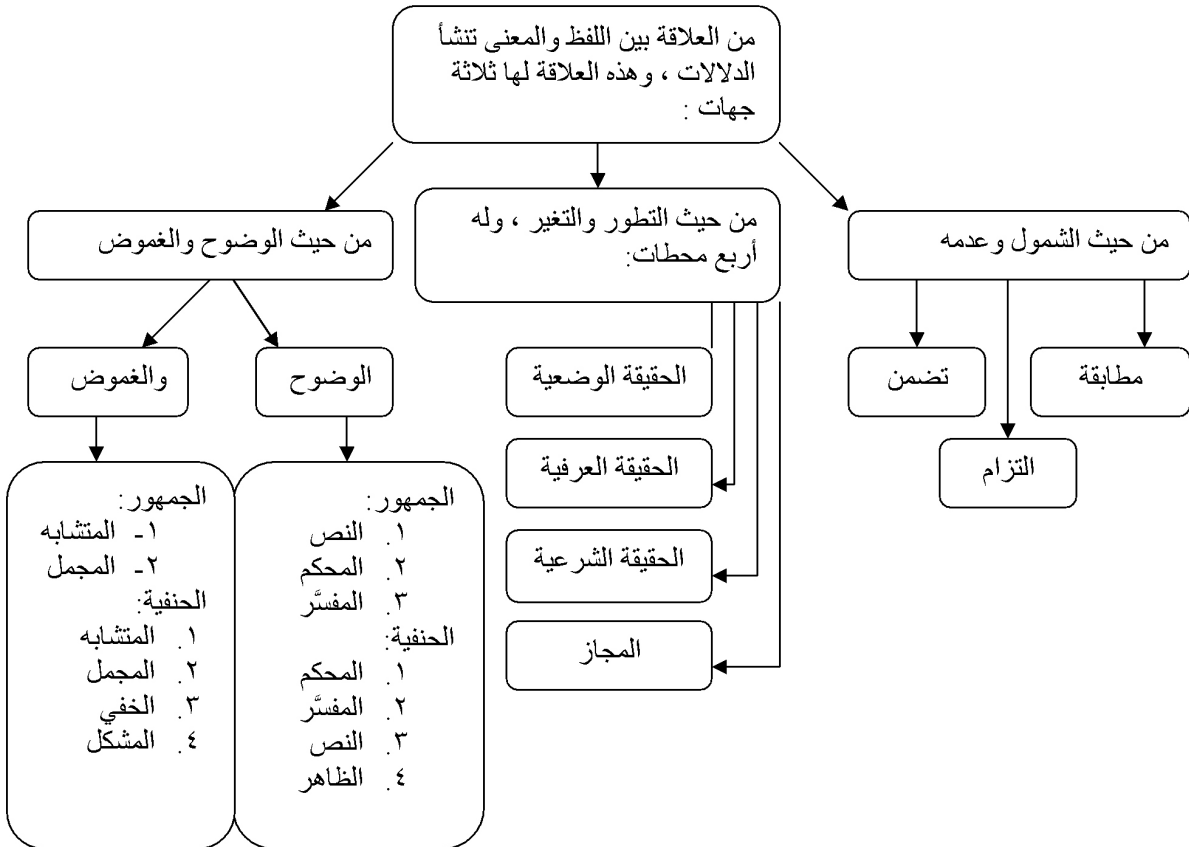 من العلاقة بين اللفظ والمعنى تنشأ
الدلالات ، وهذه العلاقة لها ثلاثة
جهات :
من حيث الشمول وعدمه
مطابقة
تضمن
التزام
من حيث التطور والتغير ، وله
أربع محطات:
الحقيقة الوضعية
الحقيقة العرفية
الحقيقة الشرعية
المجاز
من حيث الوضوح والغموض
الوضوح
الجمهور:
١. النص
٢. المحكم
٣. المفسَّر
الحنفية:
١. المحكم
٢. المفسَّر
٣. النص
٤. الظاهر
والغموض
الجمهور:
١- المتشابه
٢- المجمل
الحنفية:
١. المتشابه
٢. المجمل
٣. الخفي
٤. المشكل